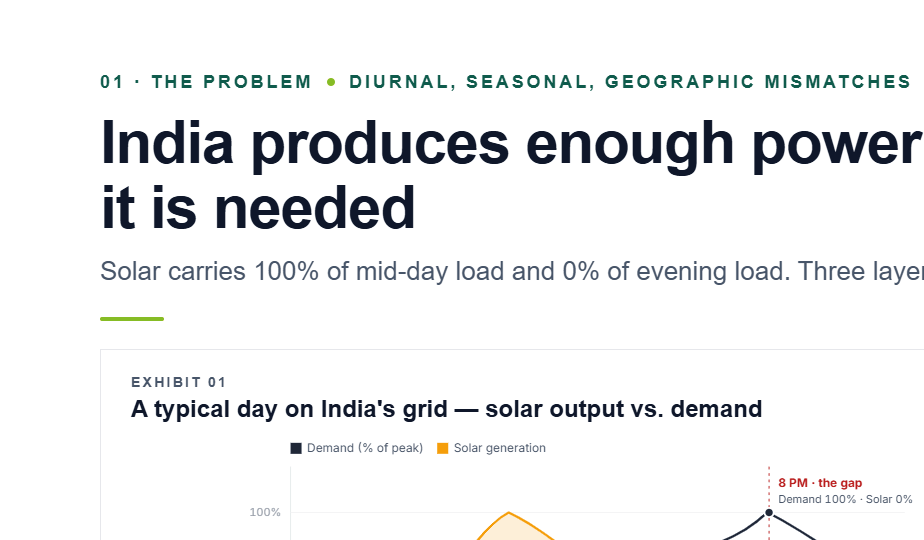 01 · THE PROBLEM ● DIURNAL, SEASONAL, GEOGRAPHIC MISMATCHES
India produces enough power
it is needed
Solar carries 100% of mid-day load and 0% of evening load. Three
EXHIBIT 01
A typical day on India's grid — solar output vs. demand
Demand (% of peak) Solar generation
8 PM · the gap
Demand 100% · Solar 0%
100%